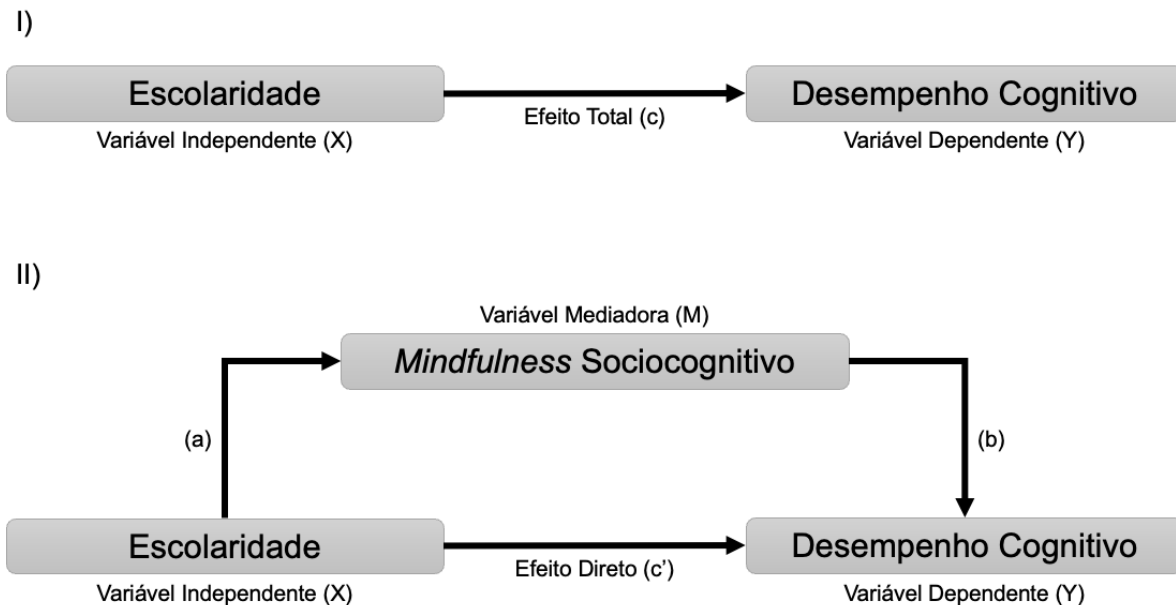 I)
Escolaridade
Efeito Total (c)
Desempenho Cognitivo
Variável Independente (X)
Variável Dependente (Y)
II)
Variável Mediadora (M)
Mindfulness Sociocognitivo
(a)
(b)
Escolaridade
Efeito Direto (c’)
Desempenho Cognitivo
Variável Independente (X)
Variável Dependente (Y)